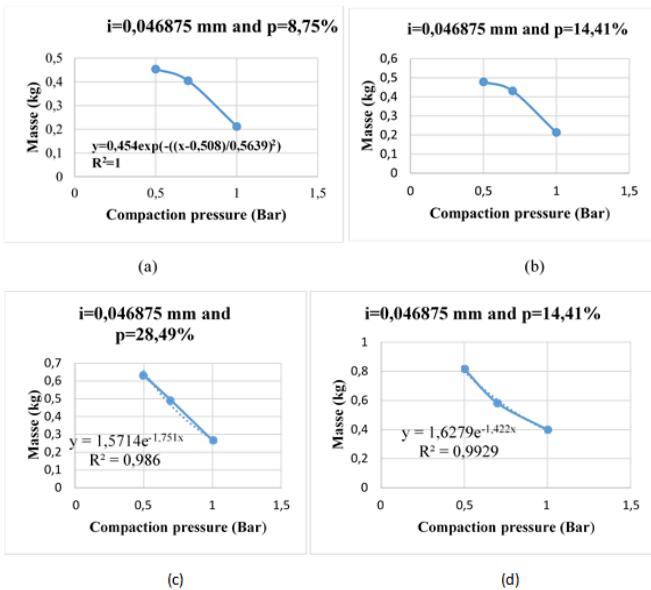 i=0,046875 mm and p=8,75%
0,5
0,4
0,3
0,2
0,1
0
Masse (kg)
y=0,454exp(-((x-0,508)/0,5639)²)
R²=1
0
0,5
1
1,5
Compaction pressure (Bar)
(a)
i=0,046875 mm and p=14,41%
0,6
0,5
0,4
0,3
0,2
0,1
0
Masse (kg)
0
0,5
1
1,5
Compaction pressure (Bar)
(b)
i=0,046875 mm and
p=28,49%
0,7
0,6
0,5
0,4
0,3
0,2
0,1
0
Masse (kg)
y = 1,5714e^-1,751x
R² = 0,986
0
0,5
1
1,5
Compaction pressure (Bar)
(c)
i=0,046875 mm and p=14,41%
1
0,8
0,6
0,4
0,2
0
Masse (kg)
y = 1,6279e^-1,422x
R² = 0,9929
0
0,5
1
1,5
Compaction pressure (Bar)
(d)